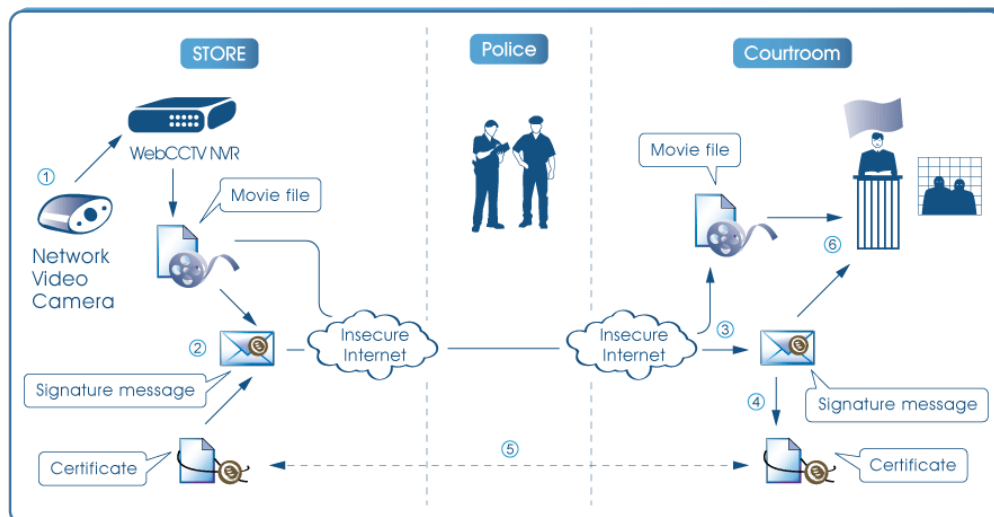 STORE
Police
Courtroom
WebCCTV NVR
①
Movie file
Network
Video
Camera
②
Signature message
Certificate
Insecure
Internet
Movie file
⑥
Insecure
Internet
③
④
Signature message
⑤
Certificate